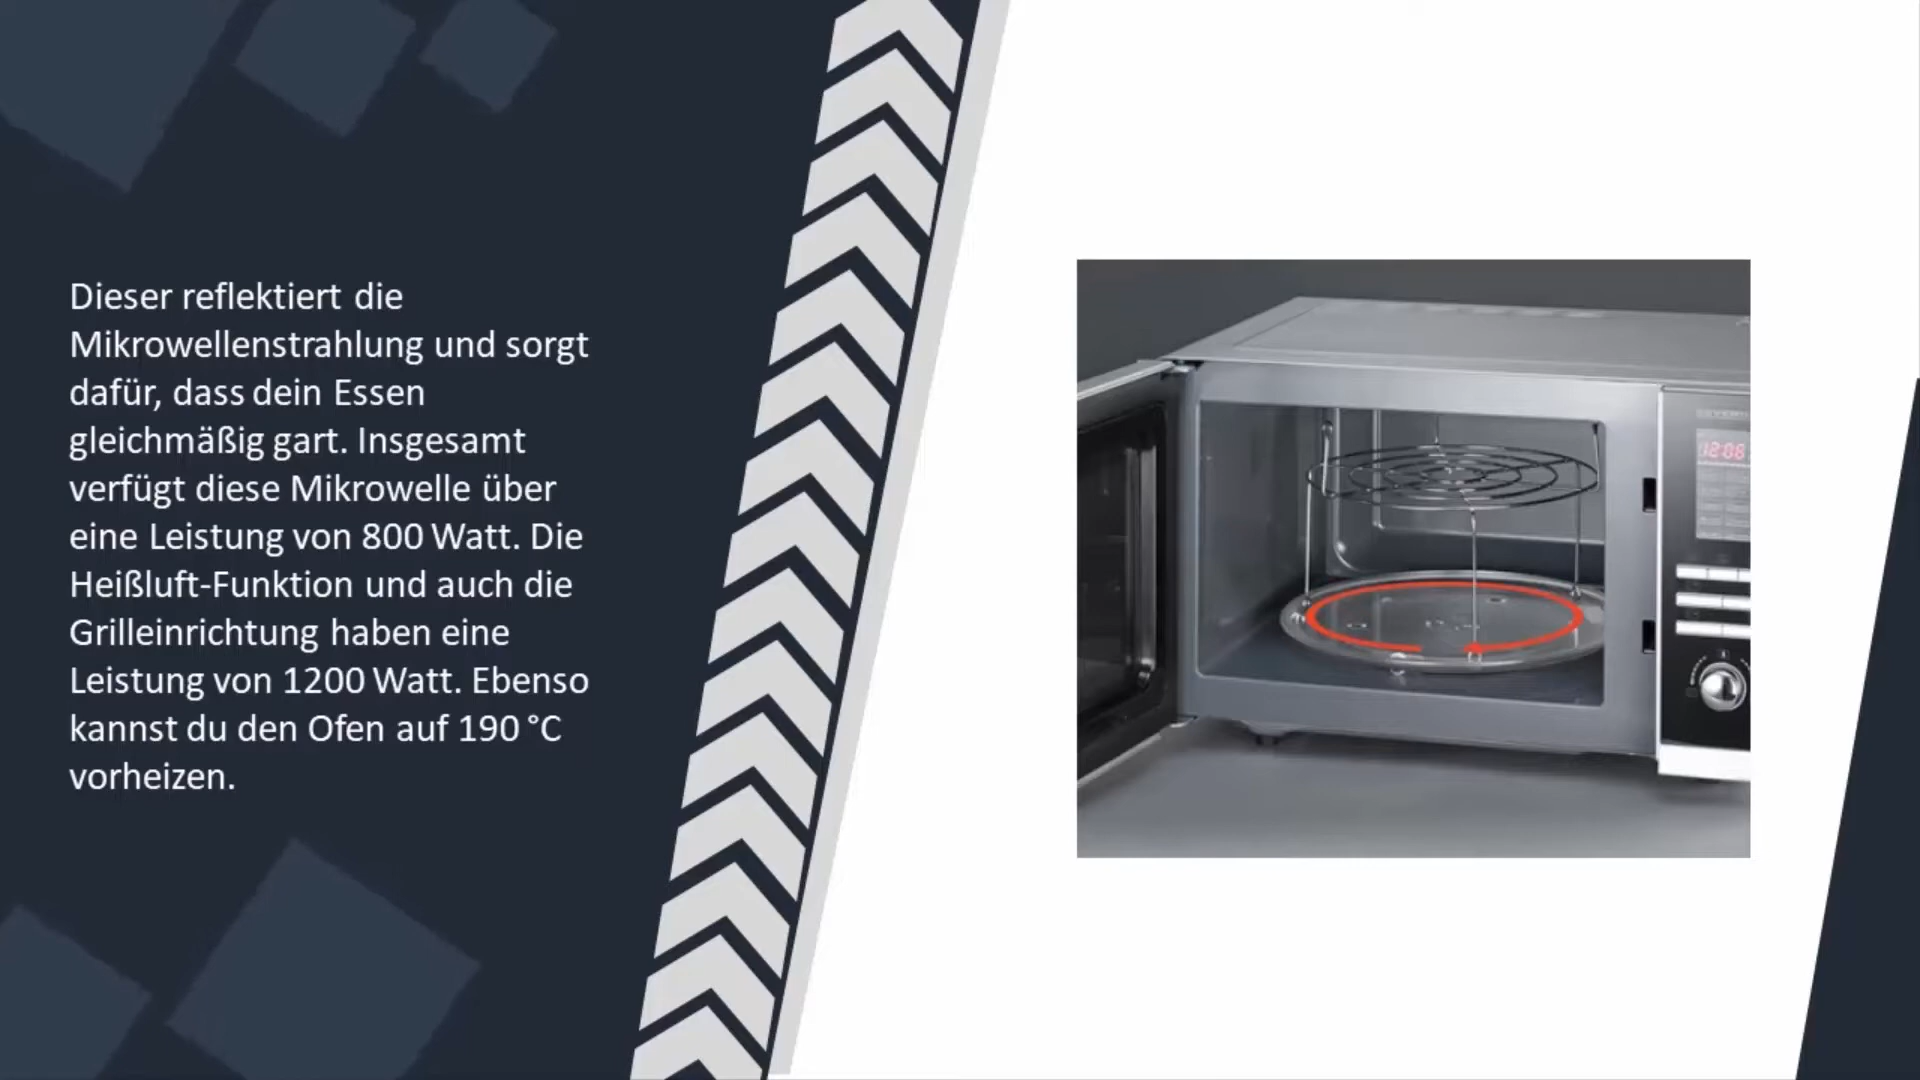 Dieser reflektiert die
Mikrowellenstrahlung und sorgt
dafür, dass dein Essen
gleichmäßig gart. Insgesamt
verfügt diese Mikrowelle über
eine Leistung von 800 Watt. Die
Heißluft-Funktion und auch die
Grilleinrichtung haben eine
Leistung von 1200 Watt. Ebenso
kannst du den Ofen auf 190 °C
vorheizen.
12:08